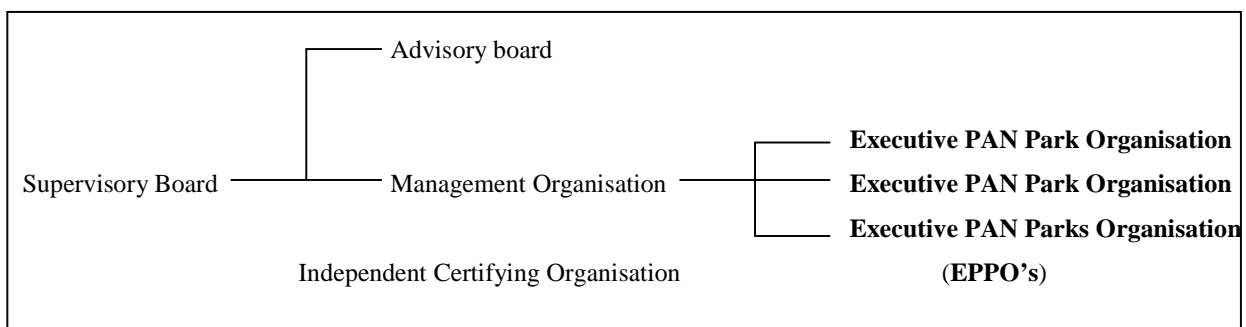 Advisory board
Executive PAN Park Organisation
Supervisory Board
Management Organisation
Executive PAN Park Organisation
Executive PAN Parks Organisation
Independent Certifying Organisation
(EPPO’s)